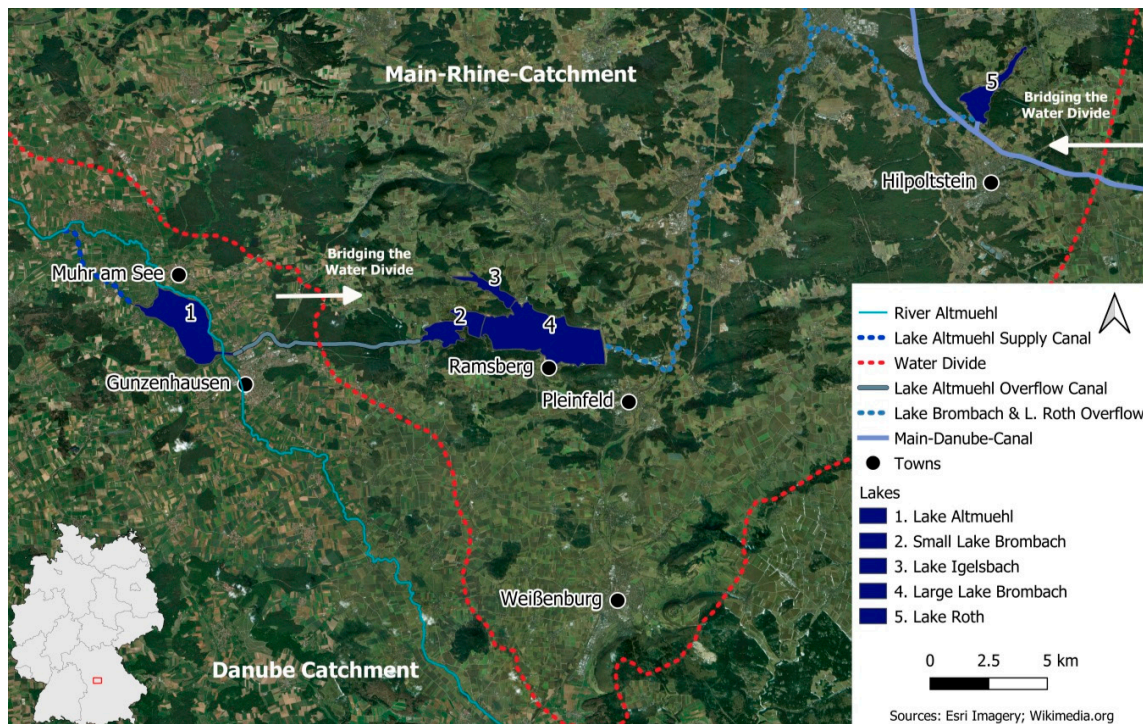 Main-Rhine-Catchment
5
Bridging the
Water Divide
Hilpoltstein
Bridging the
Water Divide
Muhr am See
1
3
2
4
Ramsberg
Gunzenhausen
Pleinfeld
Weißenburg
Danube Catchment
River Altmuehl
Lake Altmuehl Supply Canal
Water Divide
Lake Altmuehl Overflow Canal
Lake Brombach & L. Roth Overflow
Main-Danube-Canal
Towns
Lakes
1. Lake Altmuehl
2. Small Lake Brombach
3. Lake Igelsbach
4. Large Lake Brombach
5. Lake Roth
0 2.5 5 km
Sources: Esri Imagery; Wikimedia.org